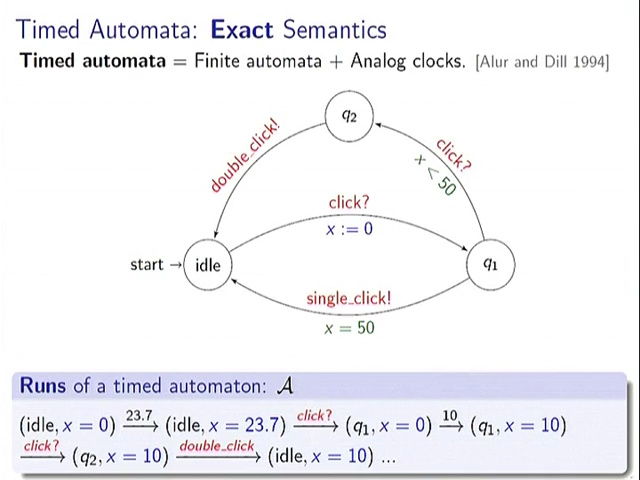 Timed Automata: Exact Semantics
Timed automata = Finite automata + Analog clocks. [Alur and Dill 1994]
q₂
double_click!
click?
x < 50
click?
x := 0
start → idle
q₁
single_click!
x = 50
Runs of a timed automaton: 𝒜
(idle, x = 0) —23.7→ (idle, x = 23.7) —click?→ (q₁, x = 0) —10→ (q₁, x = 10)
—click?→ (q₂, x = 10) —double_click→ (idle, x = 10) ...